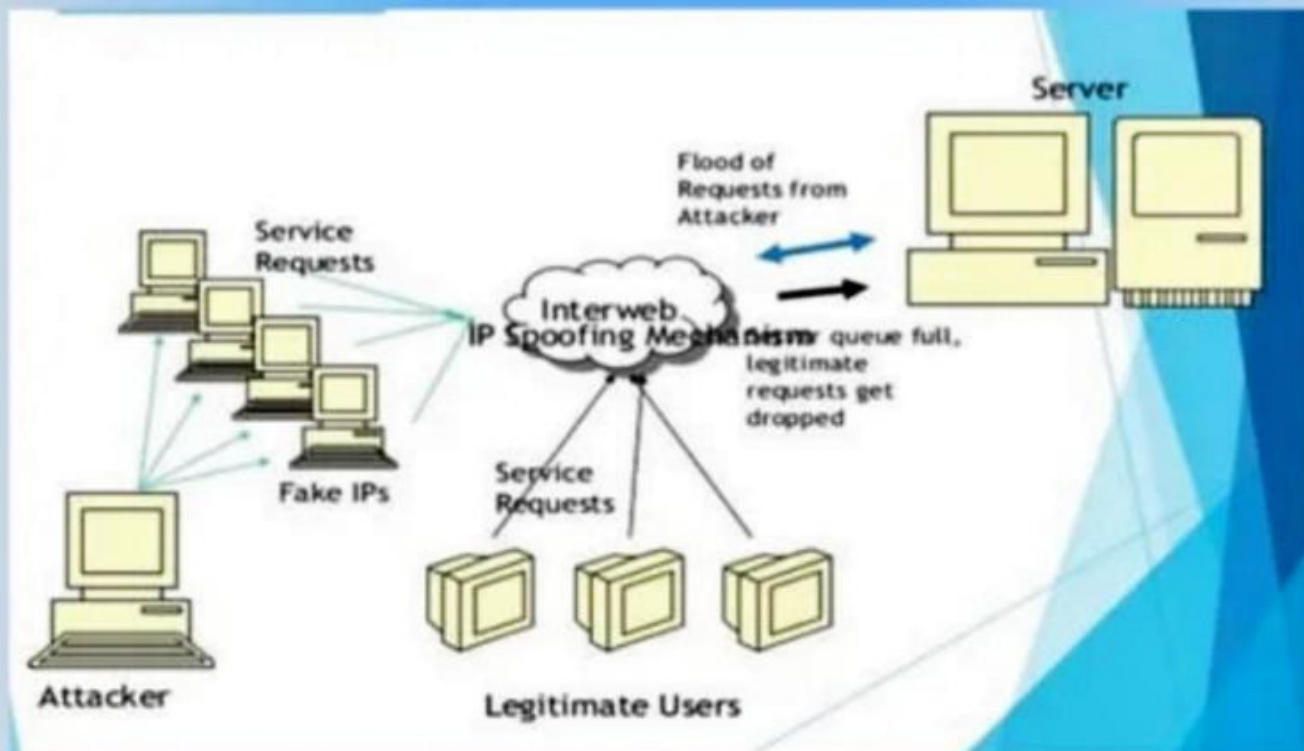 Server
Flood of
Requests from
Attacker
Service
Requests
Interweb
IP Spoofing Mechanism
queue full,
legitimate
requests get
dropped
Service
Requests
Fake IPs
Attacker
Legitimate Users